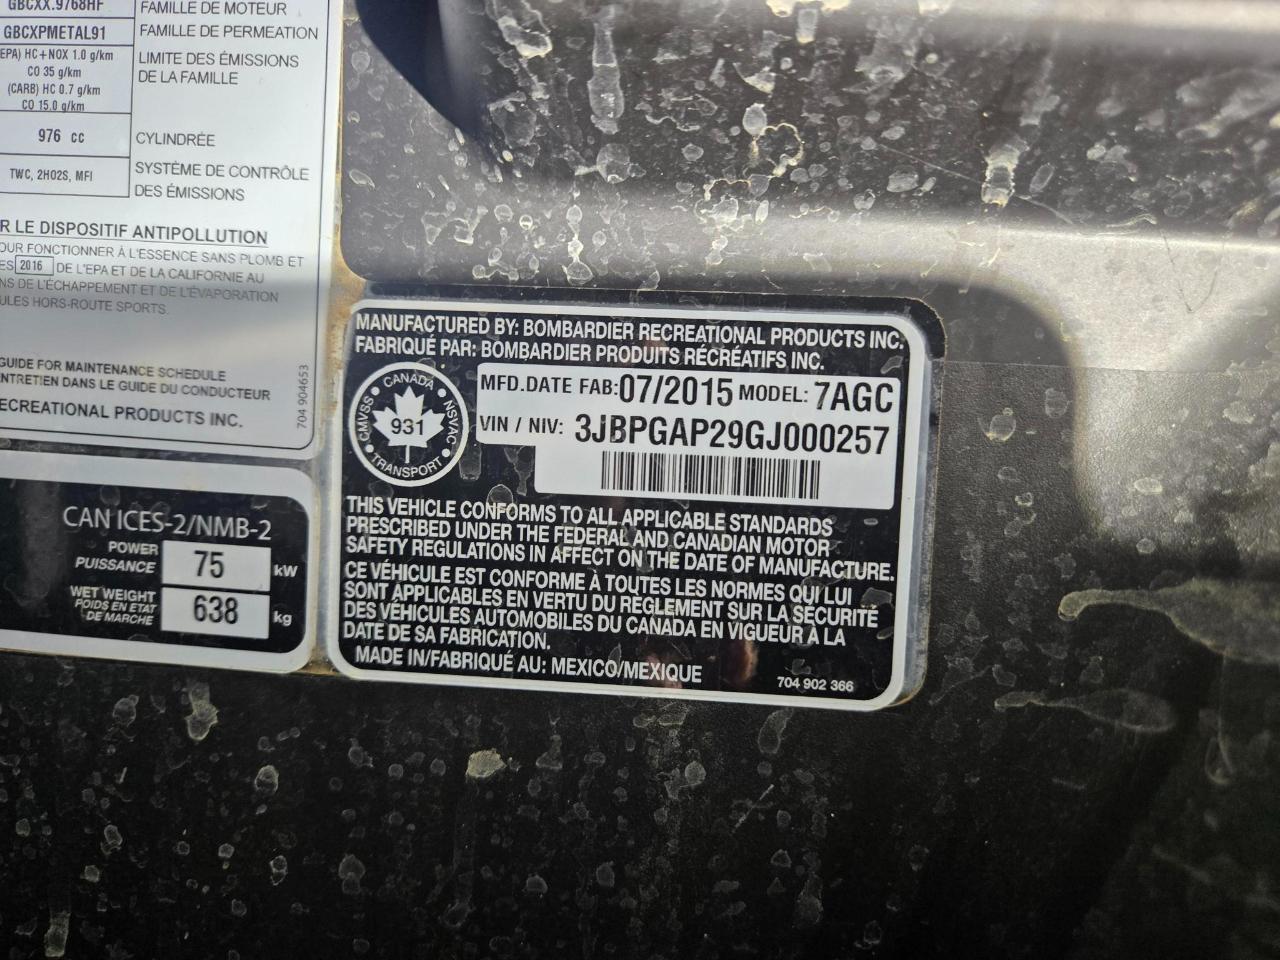 GBCXX.9768HF
FAMILLE DE MOTEUR
GBCXPMETAL91
FAMILLE DE PERMEATION
EPA) HC+NOX 1.0 g/km
CO 35 g/km
(CARB) HC 0.7 g/km
CO 15.0 g/km
LIMITE DES ÉMISSIONS
DE LA FAMILLE
976 cc
CYLINDRÉE
TWC, 2HO2S, MFI
SYSTÈME DE CONTRÔLE
DES ÉMISSIONS
R LE DISPOSITIF ANTIPOLLUTION
OUR FONCTIONNER À L'ESSENCE SANS PLOMB ET
ES 2016 DE L'EPA ET DE LA CALIFORNIE AU
NS DE L'ÉCHAPPEMENT ET DE L'ÉVAPORATION
ULES HORS-ROUTE SPORTS.
GUIDE FOR MAINTENANCE SCHEDULE
NTRETIEN DANS LE GUIDE DU CONDUCTEUR
ECREATIONAL PRODUCTS INC.
704 904653
CAN ICES-2/NMB-2
POWER
PUISSANCE
75 kW
WET WEIGHT
POIDS EN ÉTAT
DE MARCHE
638 kg
MANUFACTURED BY: BOMBARDIER RECREATIONAL PRODUCTS INC.
FABRIQUÉ PAR: BOMBARDIER PRODUITS RÉCRÉATIFS INC.
CANADA
CMVSS
NSVAC
931
TRANSPORT
MFD.DATE FAB:07/2015 MODEL: 7AGC
VIN / NIV: 3JBPGAP29GJ000257
THIS VEHICLE CONFORMS TO ALL APPLICABLE STANDARDS
PRESCRIBED UNDER THE FEDERAL AND CANADIAN MOTOR
SAFETY REGULATIONS IN AFFECT ON THE DATE OF MANUFACTURE.
CE VÉHICULE EST CONFORME À TOUTES LES NORMES QUI LUI
SONT APPLICABLES EN VERTU DU RÈGLEMENT SUR LA SÉCURITÉ
DES VÉHICULES AUTOMOBILES DU CANADA EN VIGUEUR À LA
DATE DE SA FABRICATION.
MADE IN/FABRIQUÉ AU: MEXICO/MEXIQUE
704 902 366